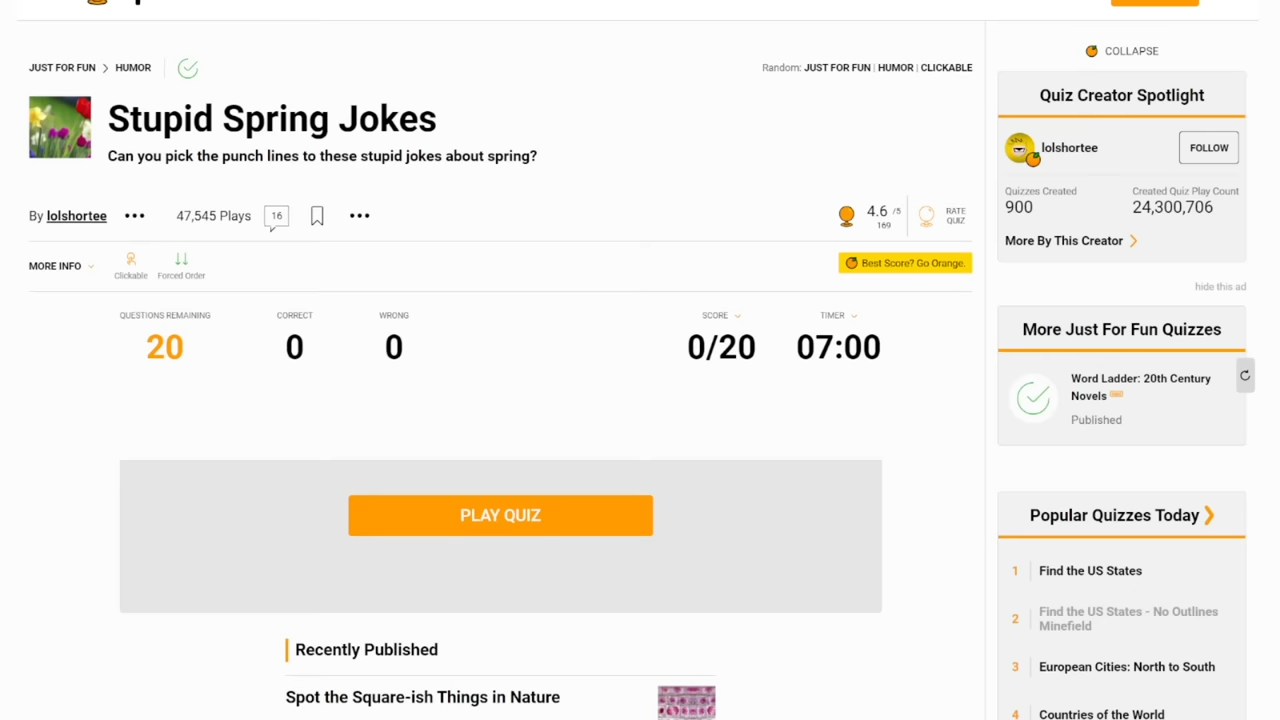 JUST FOR FUN > HUMOR
Random: JUST FOR FUN | HUMOR | CLICKABLE
Stupid Spring Jokes
Can you pick the punch lines to these stupid jokes about spring?
By lolshortee ••• 47,545 Plays 16 •••
4.6 /5
169
RATE
QUIZ
MORE INFO
Clickable
Forced Order
Best Score? Go Orange.
QUESTIONS REMAINING
20
CORRECT
0
WRONG
0
SCORE
0/20
TIMER
07:00
PLAY QUIZ
Recently Published
Spot the Square-ish Things in Nature
COLLAPSE
Quiz Creator Spotlight
lolshortee
FOLLOW
Quizzes Created
900
Created Quiz Play Count
24,300,706
More By This Creator
hide this ad
More Just For Fun Quizzes
Word Ladder: 20th Century
Novels
Published
Popular Quizzes Today
1 Find the US States
2 Find the US States - No Outlines
Minefield
3 European Cities: North to South
4 Countries of the World